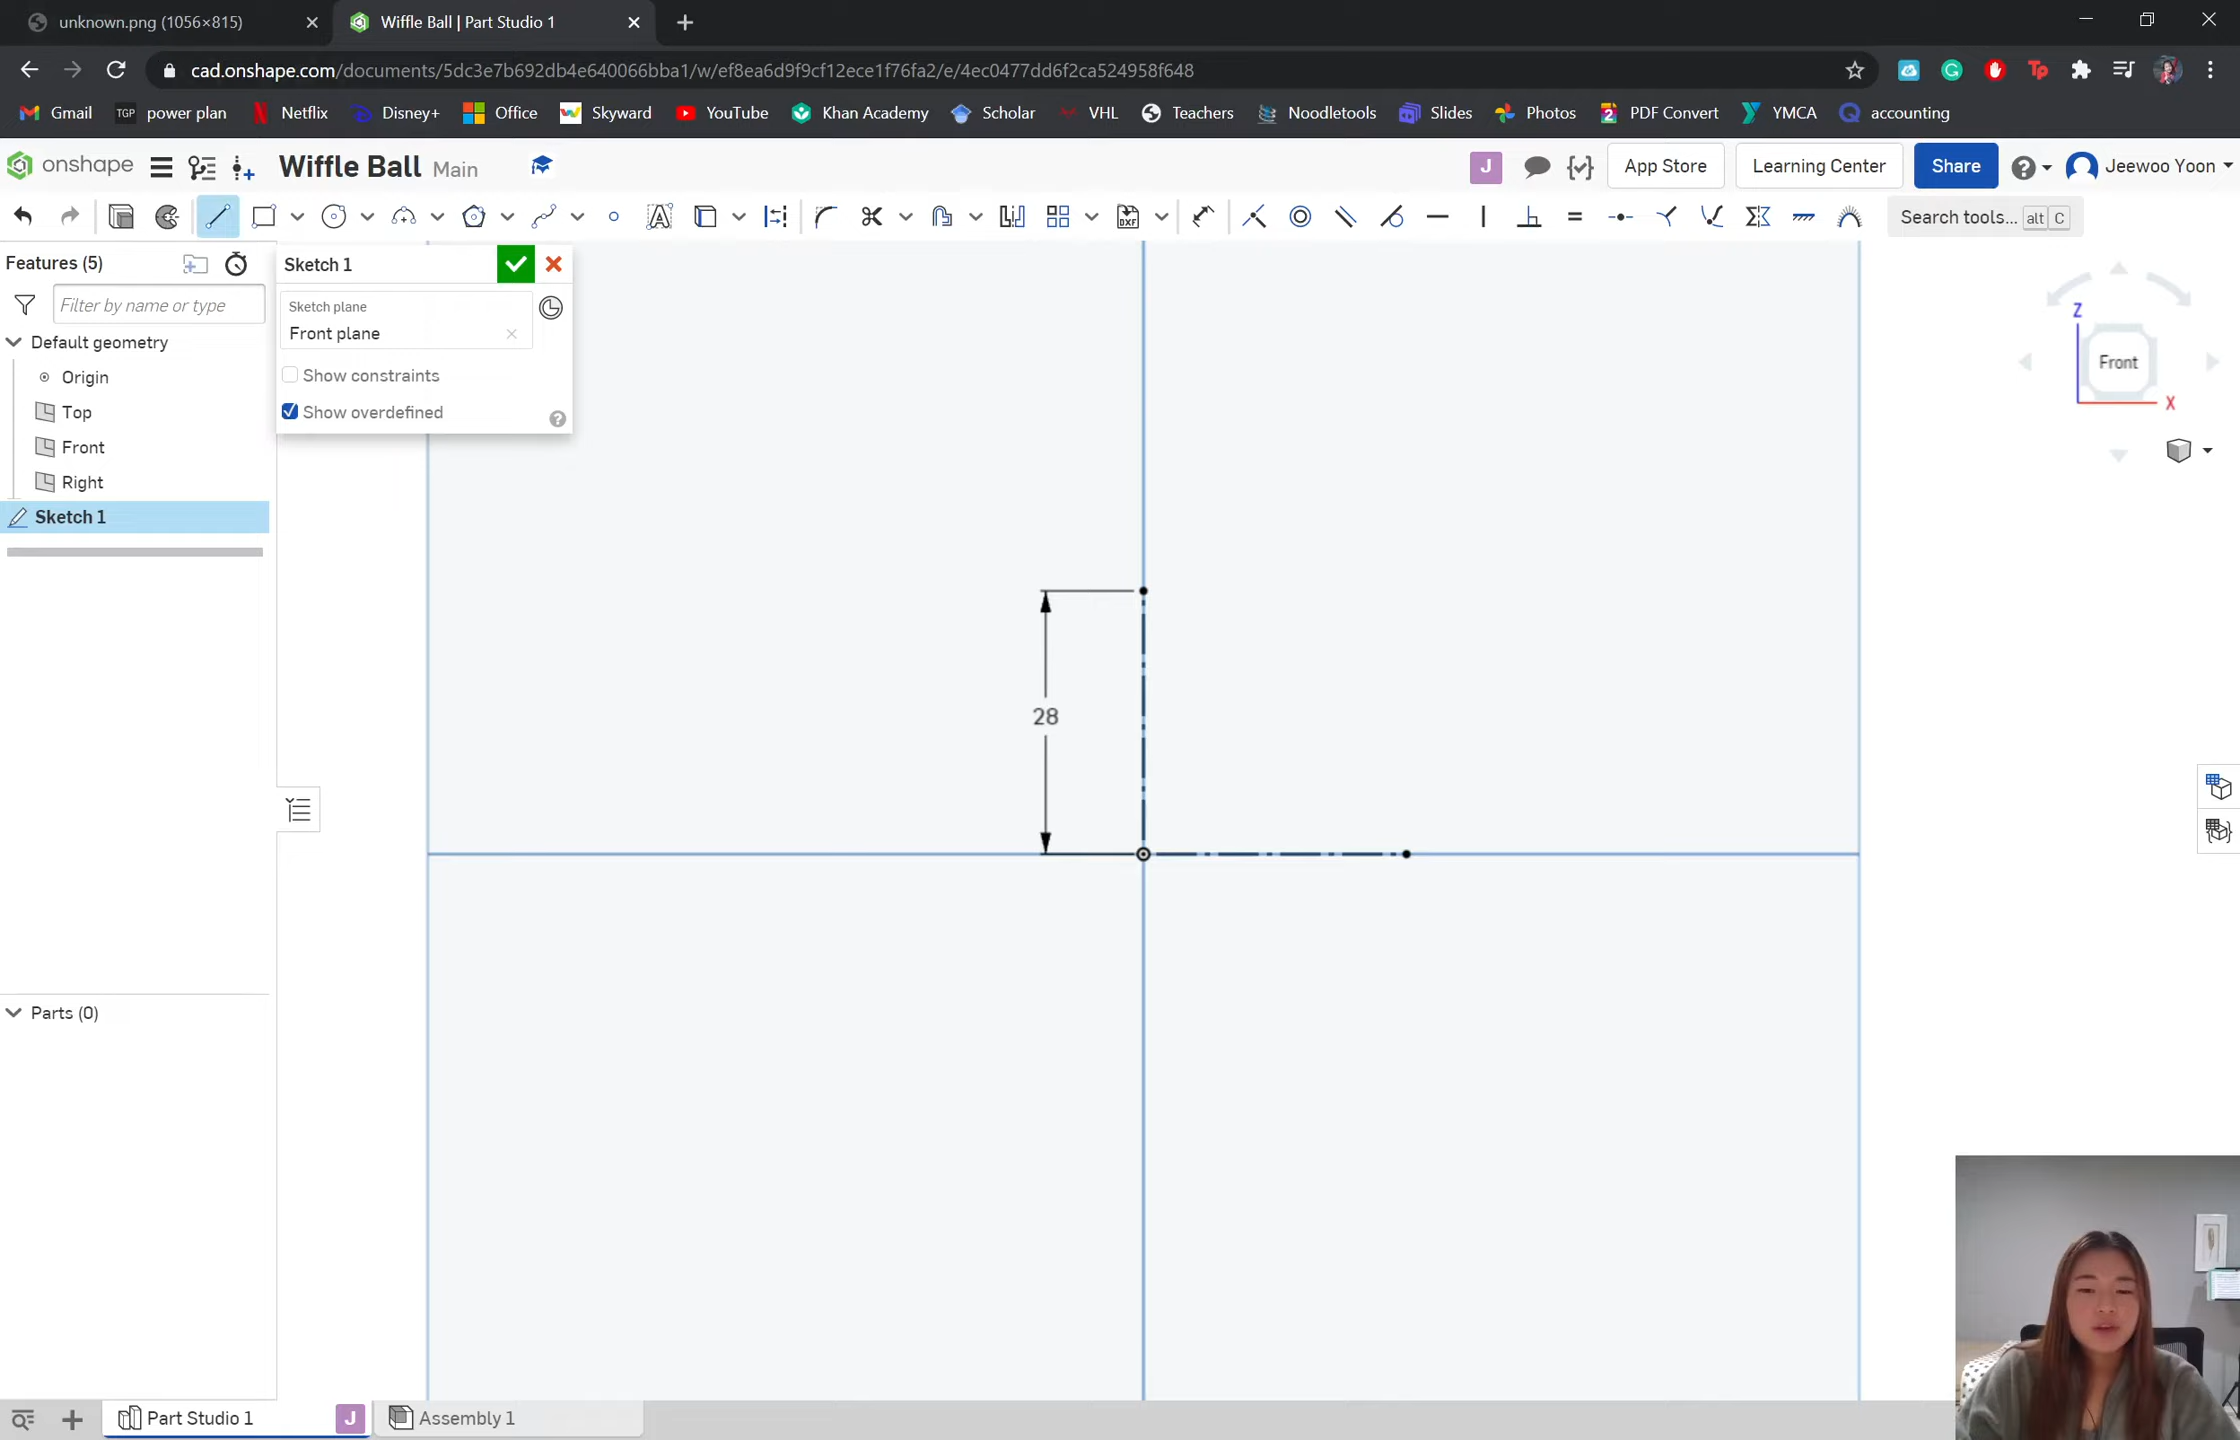 unknown.png (1056×815)
Wiffle Ball | Part Studio 1
cad.onshape.com/documents/5dc3e7b692db4e640066bba1/w/ef8ea6d9f9cf12ece1f76fa2/e/4ec0477dd6f2ca524958f648
Gmail
TGP power plan
Netflix
Disney+
Office
Skyward
YouTube
Khan Academy
Scholar
VHL
Teachers
Noodletools
Slides
Photos
PDF Convert
YMCA
accounting
onshape
Wiffle Ball Main
J
App Store
Learning Center
Share
Jeewoo Yoon
DXF
Search tools... alt C
Features (5)
Filter by name or type
Default geometry
Origin
Top
Front
Right
Sketch 1
Sketch 1
Sketch plane
Front plane
Show constraints
Show overdefined
Z
Front
X
28
Parts (0)
Part Studio 1 J
Assembly 1